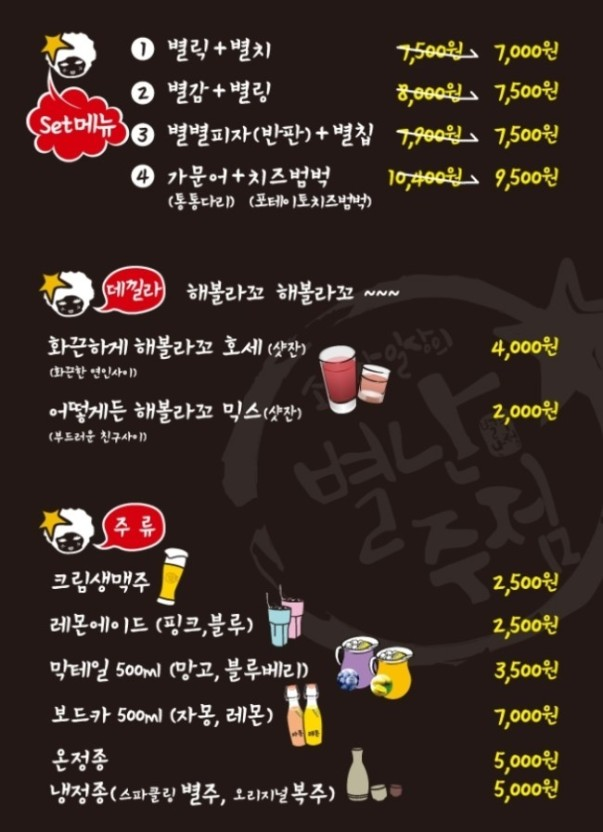 Set메뉴
1 별릭+별치 7,500원 7,000원
2 별감+별링 8,000원 7,500원
3 별별피자(반판)+별칩 7,900원 7,500원
4 가문어+치즈범벅 10,400원 9,500원
(통통다리) (포테이토치즈범벅)
데낄라 해볼라꼬 해볼라꼬 ~~~
화끈하게 해볼라꼬 호세(샷잔) 4,000원
(화끈한 연인사이)
어떻게든 해볼라꼬 믹스(샷잔) 2,000원
(부드러운 친구사이)
별난
주점
주 류
크림생맥주 2,500원
레몬에이드 (핑크,블루) 2,500원
막테일 500ml (망고, 블루베리) 3,500원
보드카 500ml (자몽, 레몬) 7,000원
자몽 레몬
온정종 5,000원
냉정종(스파클링 별주, 오리지널 복주) 5,000원